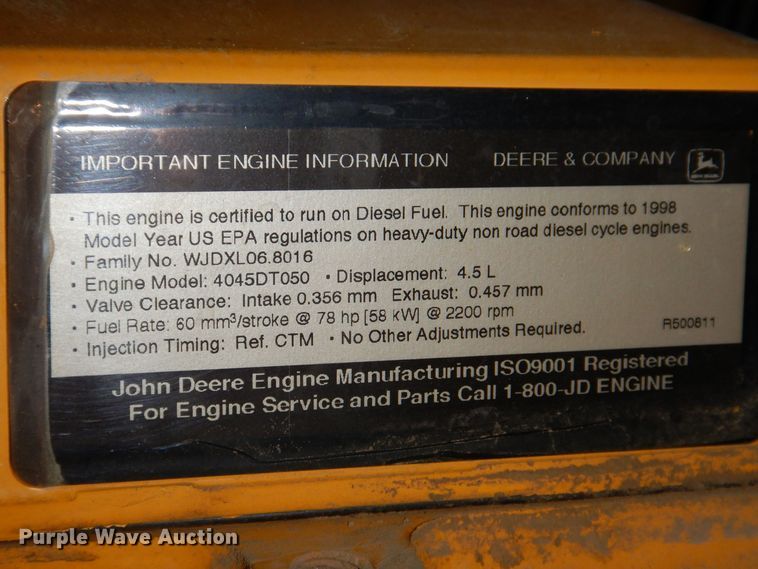 IMPORTANT ENGINE INFORMATION DEERE & COMPANY
• This engine is certified to run on Diesel Fuel. This engine conforms to 1998
Model Year US EPA regulations on heavy-duty non road diesel cycle engines.
• Family No. WJDXL06.8016
• Engine Model: 4045DT050 • Displacement: 4.5 L
• Valve Clearance: Intake 0.356 mm Exhaust: 0.457 mm
• Fuel Rate: 60 mm³/stroke @ 78 hp [58 kW] @ 2200 rpm
• Injection Timing: Ref. CTM • No Other Adjustments Required. R500811
John Deere Engine Manufacturing ISO9001 Registered
For Engine Service and Parts Call 1-800-JD ENGINE
Purple Wave Auction